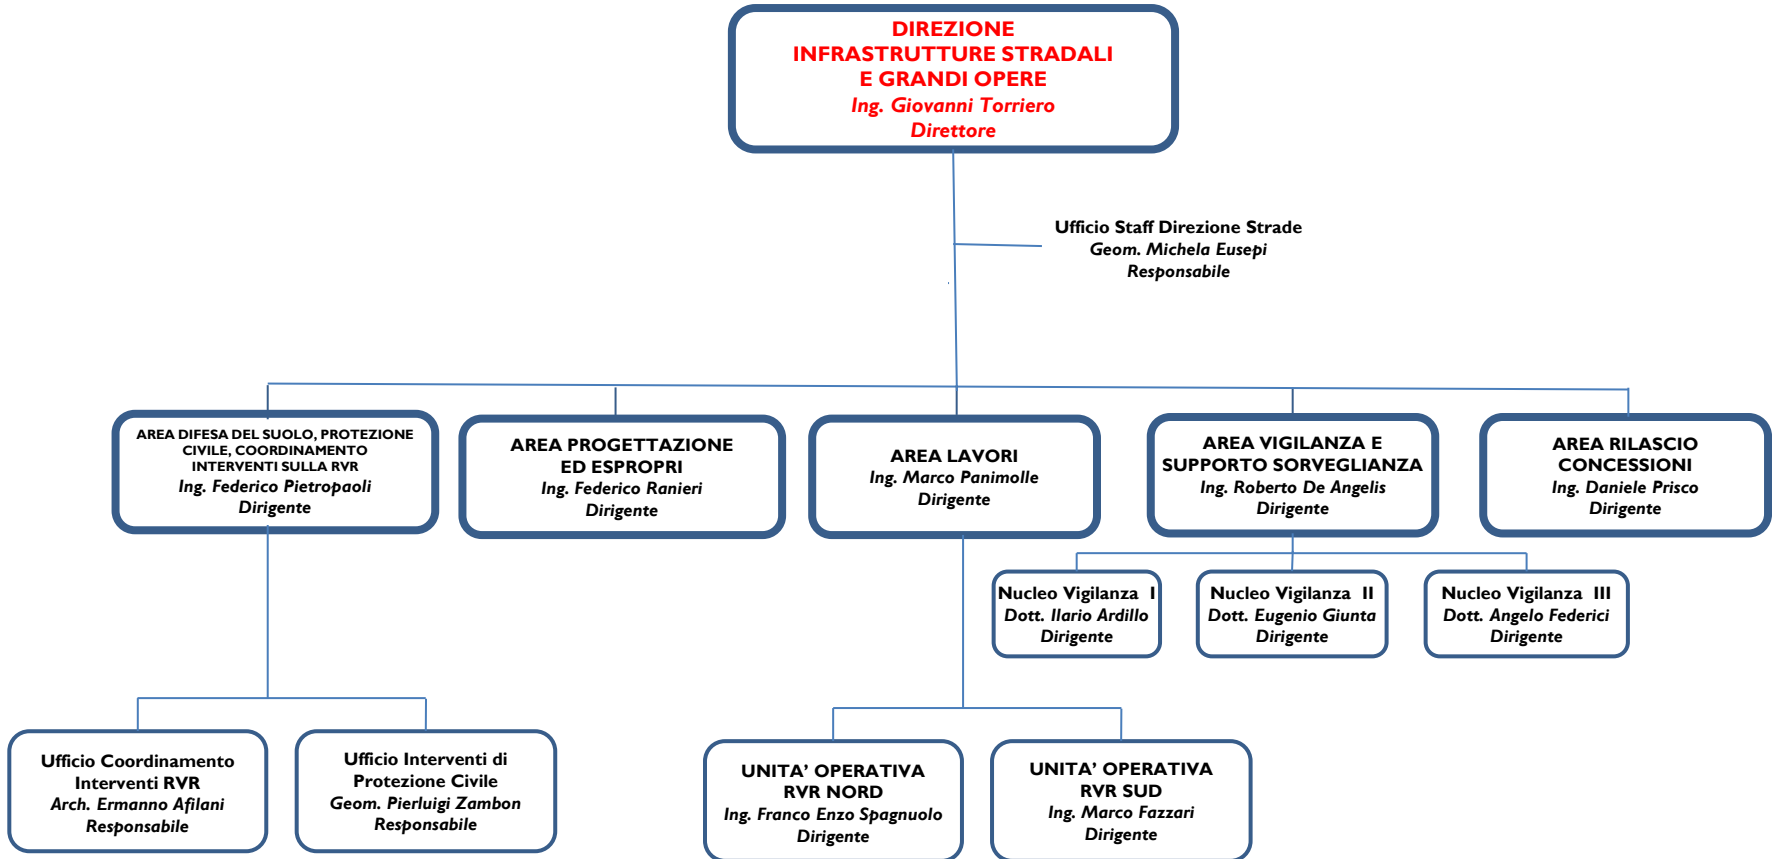 DIREZIONE
INFRASTRUTTURE STRADALI
E GRANDI OPERE
Ing. Giovanni Torriero
Direttore
Ufficio Staff Direzione Strade
Geom. Michela Eusepi
Responsabile
AREA DIFESA DEL SUOLO, PROTEZIONE
CIVILE, COORDINAMENTO
INTERVENTI SULLA RVR
Ing. Federico Pietropaoli
Dirigente
AREA PROGETTAZIONE
ED ESPROPRI
Ing. Federico Ranieri
Dirigente
AREA LAVORI
Ing. Marco Panimolle
Dirigente
AREA VIGILANZA E
SUPPORTO SORVEGLIANZA
Ing. Roberto De Angelis
Dirigente
AREA RILASCIO
CONCESSIONI
Ing. Daniele Prisco
Dirigente
Nucleo Vigilanza I
Dott. Ilario Ardillo
Dirigente
Nucleo Vigilanza II
Dott. Eugenio Giunta
Dirigente
Nucleo Vigilanza III
Dott. Angelo Federici
Dirigente
Ufficio Coordinamento
Interventi RVR
Arch. Ermanno Afilani
Responsabile
Ufficio Interventi di
Protezione Civile
Geom. Pierluigi Zambon
Responsabile
UNITA’ OPERATIVA
RVR NORD
Ing. Franco Enzo Spagnuolo
Dirigente
UNITA’ OPERATIVA
RVR SUD
Ing. Marco Fazzari
Dirigente